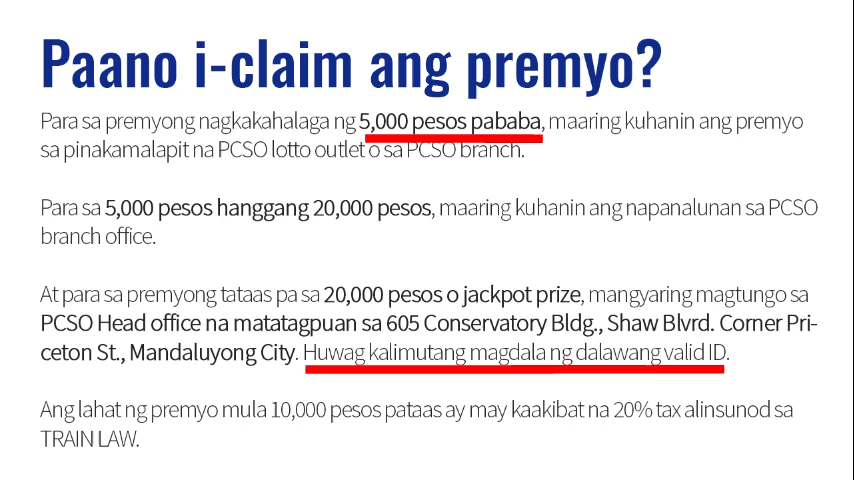 Paano i-claim ang premyo?
Para sa premyong nagkakahalaga ng 5,000 pesos pababa, maaring kuhanin ang premyo
sa pinakamalapit na PCSO lotto outlet o sa PCSO branch.
Para sa 5,000 pesos hanggang 20,000 pesos, maaring kuhanin ang napanalunan sa PCSO
branch office.
At para sa premyong tataas pa sa 20,000 pesos o jackpot prize, mangyaring magtungo sa
PCSO Head office na matatagpuan sa 605 Conservatory Bldg., Shaw Blvrd. Corner Pri-
ceton St., Mandaluyong City. Huwag kalimutang magdala ng dalawang valid ID.
Ang lahat ng premyo mula 10,000 pesos pataas ay may kaakibat na 20% tax alinsunod sa
TRAIN LAW.